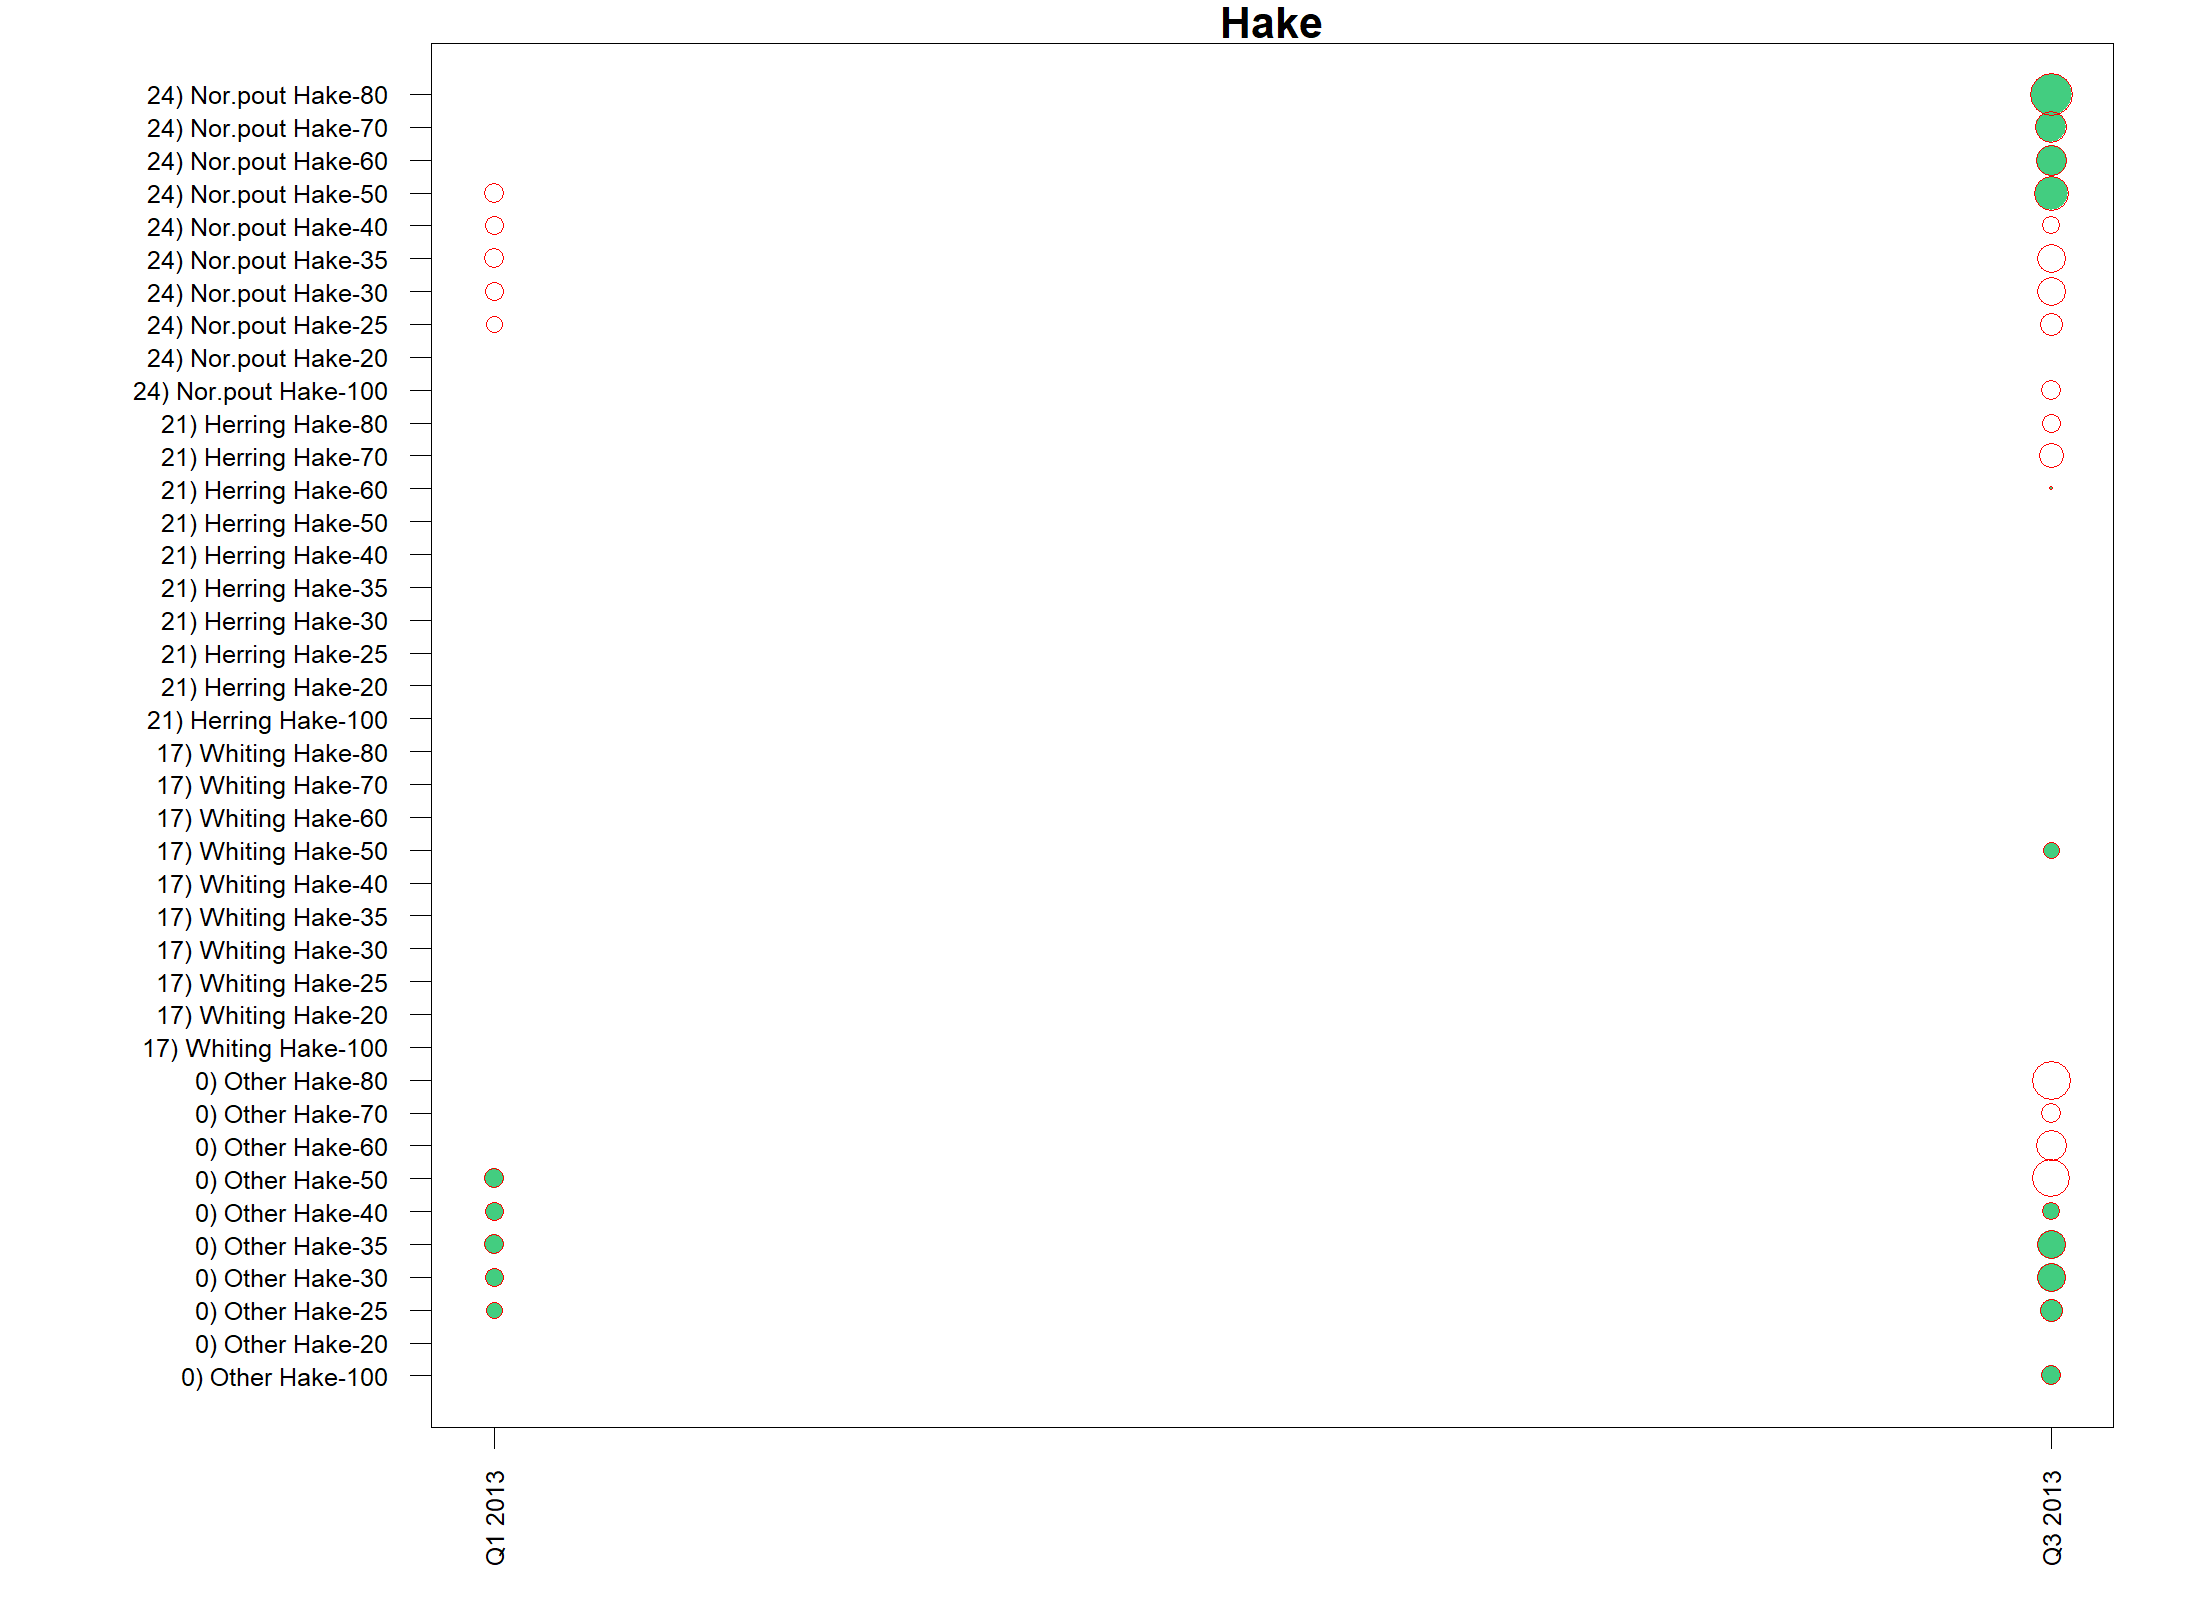 Hake
24) Nor.pout Hake-80
24) Nor.pout Hake-70
24) Nor.pout Hake-60
24) Nor.pout Hake-50
24) Nor.pout Hake-40
24) Nor.pout Hake-35
24) Nor.pout Hake-30
24) Nor.pout Hake-25
24) Nor.pout Hake-20
24) Nor.pout Hake-100
21) Herring Hake-80
21) Herring Hake-70
21) Herring Hake-60
21) Herring Hake-50
21) Herring Hake-40
21) Herring Hake-35
21) Herring Hake-30
21) Herring Hake-25
21) Herring Hake-20
21) Herring Hake-100
17) Whiting Hake-80
17) Whiting Hake-70
17) Whiting Hake-60
17) Whiting Hake-50
17) Whiting Hake-40
17) Whiting Hake-35
17) Whiting Hake-30
17) Whiting Hake-25
17) Whiting Hake-20
17) Whiting Hake-100
0) Other Hake-80
0) Other Hake-70
0) Other Hake-60
0) Other Hake-50
0) Other Hake-40
0) Other Hake-35
0) Other Hake-30
0) Other Hake-25
0) Other Hake-20
0) Other Hake-100
Q1 2013
Q3 2013